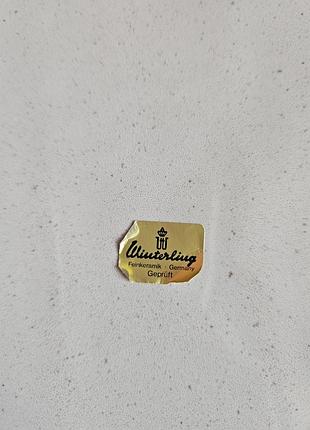 Winterling
Feinkeramik · Germany
Geprüft